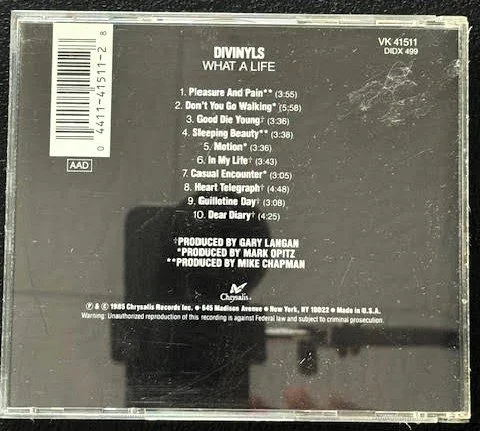 DIVINYLS
WHAT A LIFE
VK 41511
DIDX 499
0 4411-41511-2 8
AAD
1. Pleasure And Pain** (3:55)
2. Don't You Go Walking* (5:58)
3. Good Die Young† (3:36)
4. Sleeping Beauty** (3:38)
5. Motion* (3:36)
6. In My Life† (3:43)
7. Casual Encounter* (3:05)
8. Heart Telegraph† (4:48)
9. Guillotine Day† (3:08)
10. Dear Diary† (4:25)
†PRODUCED BY GARY LANGAN
*PRODUCED BY MARK OPITZ
**PRODUCED BY MIKE CHAPMAN
Chrysalis
℗ & © 1985 Chrysalis Records Inc. • 645 Madison Avenue • New York, NY 10022 • Made in U.S.A.
Warning: Unauthorized reproduction of this recording is against Federal law and subject to criminal prosecution.